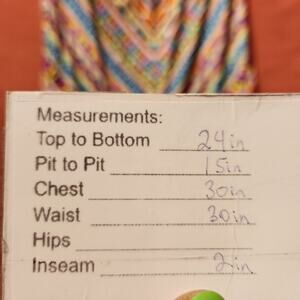 Measurements:
Top to Bottom 24in
Pit to Pit 15in
Chest 30in
Waist 30in
Hips
Inseam 2in